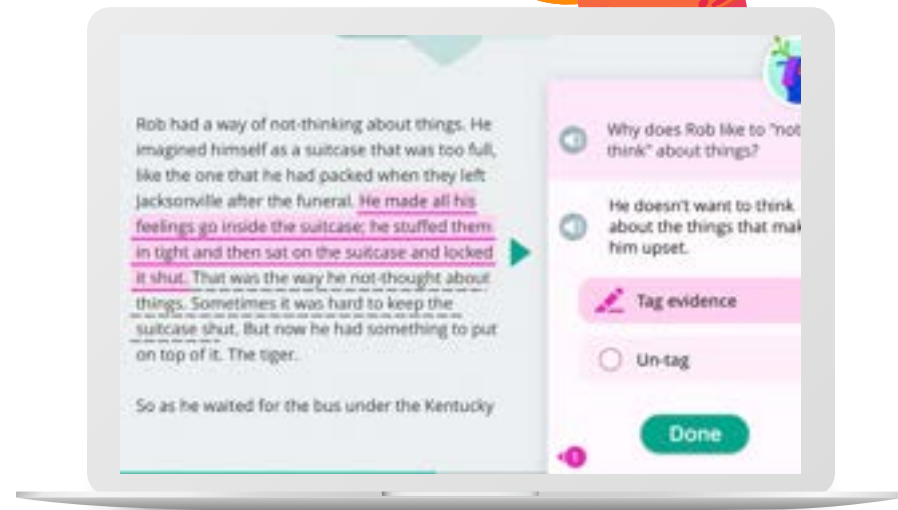 Rob had a way of not-thinking about things. He
imagined himself as a suitcase that was too full,
like the one that he had packed when they left
Jacksonville after the funeral. He made all his
feelings go inside the suitcase; he stuffed them
in tight and then sat on the suitcase and locked
it shut. That was the way he not-thought about
things. Sometimes it was hard to keep the
suitcase shut. But now he had something to put
on top of it. The tiger.
So as he waited for the bus under the Kentucky
Why does Rob like to "not
think" about things?
He doesn't want to think
about the things that mak
him upset.
Tag evidence
Un-tag
Done
1